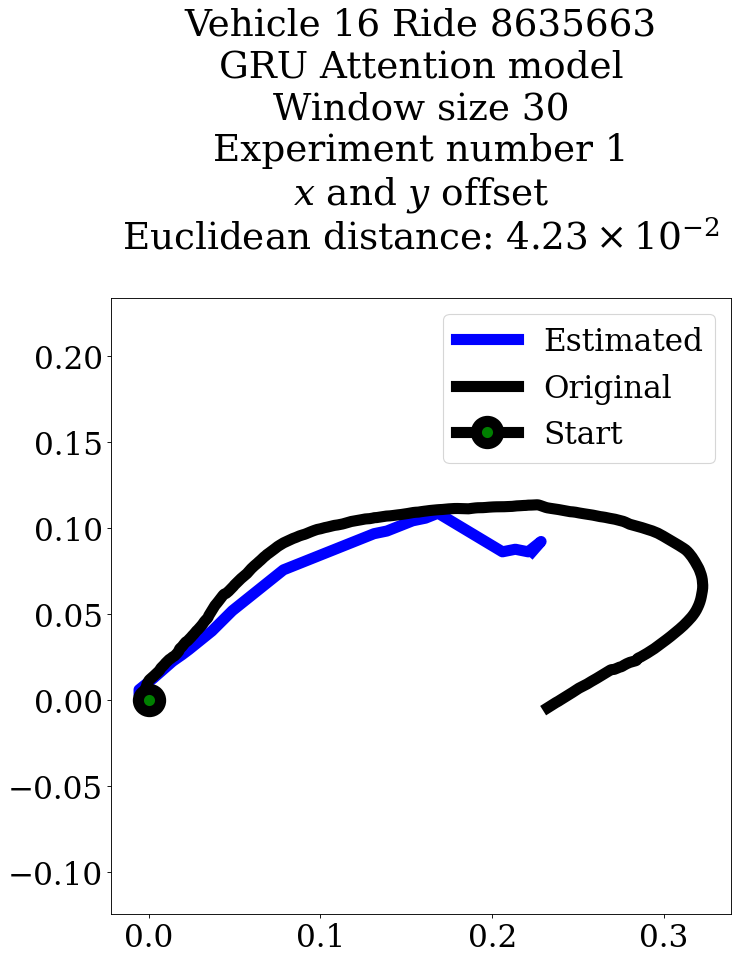 Vehicle 16 Ride 8635663
GRU Attention model
Window size 30
Experiment number 1
x and y offset
Euclidean distance: 4.23 × 10⁻²
Estimated
Original
Start
0.20
0.15
0.10
0.05
0.00
−0.05
−0.10
0.0 0.1 0.2 0.3